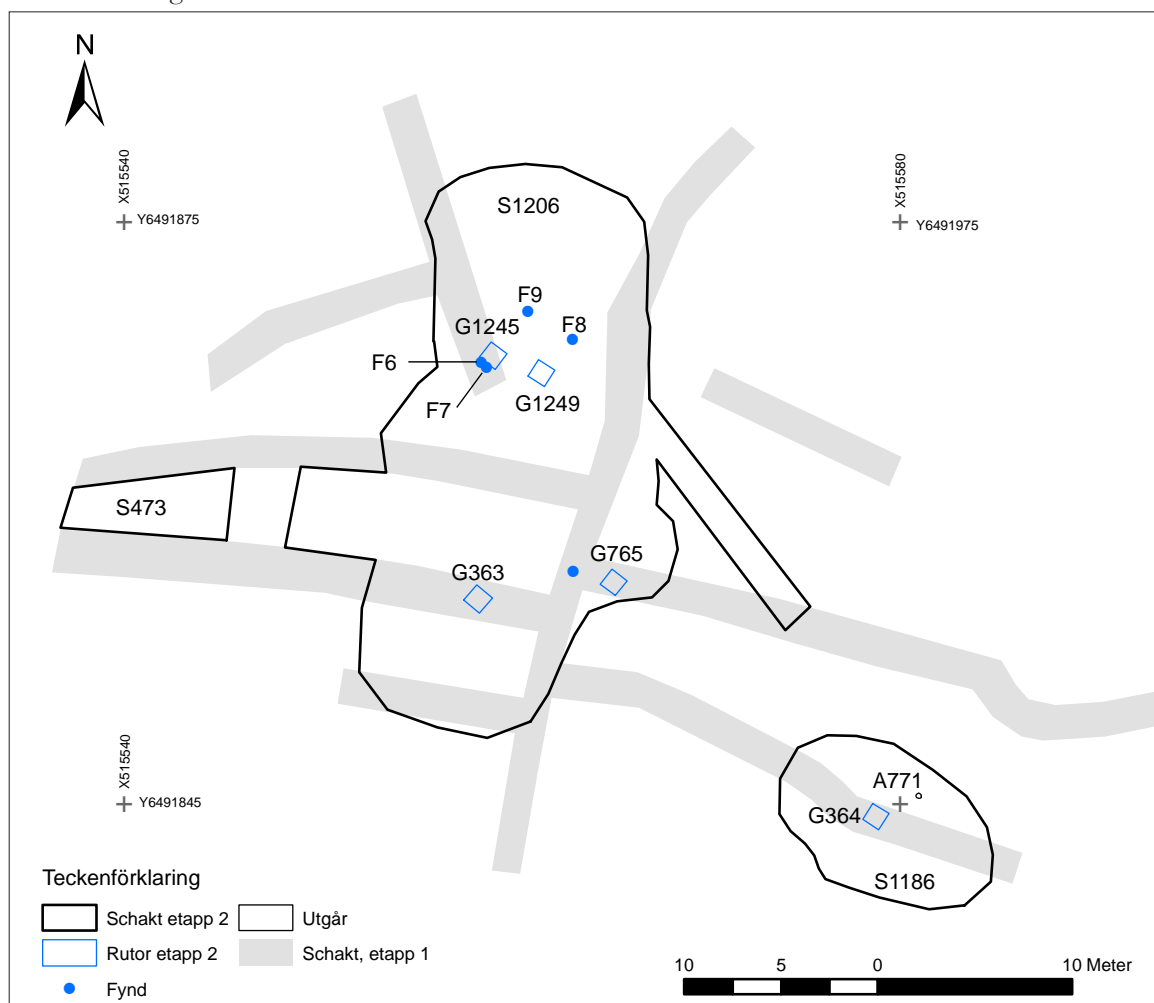 N
X515540
Y6491875
X515580
Y6491975
S1206
F9
F8
G1245
F6
G1249
F7
S473
G765
G363
X515540
Y6491845
A771
G364
S1186
Teckenförklaring
Schakt etapp 2
Utgår
Rutor etapp 2
Schakt, etapp 1
Fynd
10 5 0 10 Meter